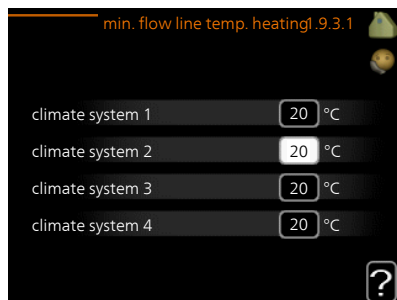 min. flow line temp. heating1.9.3.1
climate system 1 20 °C
climate system 2 20 °C
climate system 3 20 °C
climate system 4 20 °C
?